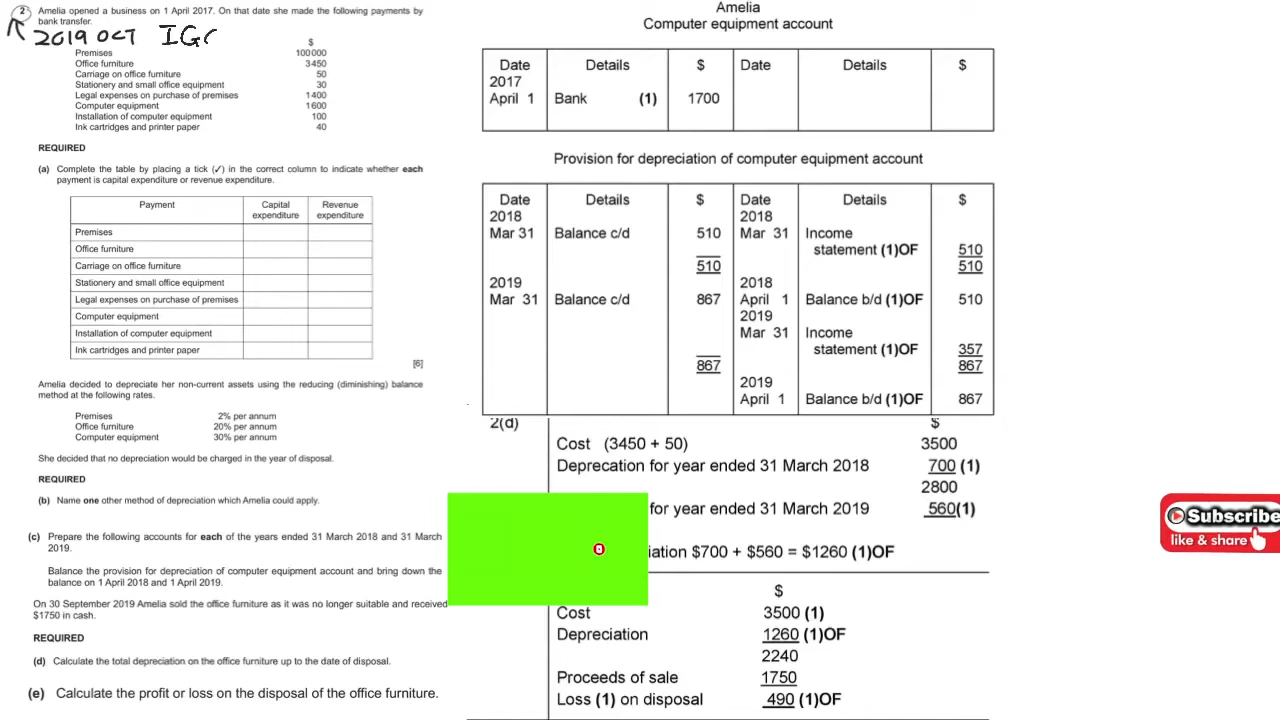 2 Amelia opened a business on 1 April 2017. On that date she made the following payments by
bank transfer.
2019 OCT IGC
$
Premises 100 000
Office furniture 3 450
Carriage on office furniture 50
Stationery and small office equipment 30
Legal expenses on purchase of premises 1 400
Computer equipment 1 600
Installation of computer equipment 100
Ink cartridges and printer paper 40
REQUIRED
(a) Complete the table by placing a tick (✓) in the correct column to indicate whether each
payment is capital expenditure or revenue expenditure.
Payment Capital expenditure Revenue expenditure
Premises
Office furniture
Carriage on office furniture
Stationery and small office equipment
Legal expenses on purchase of premises
Computer equipment
Installation of computer equipment
Ink cartridges and printer paper
[6]
Amelia decided to depreciate her non-current assets using the reducing (diminishing) balance
method at the following rates.
Premises 2% per annum
Office furniture 20% per annum
Computer equipment 30% per annum
She decided that no depreciation would be charged in the year of disposal.
REQUIRED
(b) Name one other method of depreciation which Amelia could apply.
(c) Prepare the following accounts for each of the years ended 31 March 2018 and 31 March
2019.
Balance the provision for depreciation of computer equipment account and bring down the
balance on 1 April 2018 and 1 April 2019.
On 30 September 2019 Amelia sold the office furniture as it was no longer suitable and received
$1750 in cash.
REQUIRED
(d) Calculate the total depreciation on the office furniture up to the date of disposal.
(e) Calculate the profit or loss on the disposal of the office furniture.
Amelia
Computer equipment account
Date Details $ Date Details $
2017
April 1 Bank (1) 1700
Provision for depreciation of computer equipment account
Date Details $ Date Details $
2018 2018
Mar 31 Balance c/d 510 Mar 31 Income
statement (1)OF 510
510 510
2019 2018
Mar 31 Balance c/d 867 April 1 Balance b/d (1)OF 510
2019
Mar 31 Income
statement (1)OF 357
867 867
2019
April 1 Balance b/d (1)OF 867
2(d) $
Cost (3450 + 50) 3500
Deprecation for year ended 31 March 2018 700 (1)
2800
for year ended 31 March 2019 560(1)
iation $700 + $560 = $1260 (1)OF
$
Cost 3500 (1)
Depreciation 1260 (1)OF
2240
Proceeds of sale 1750
Loss (1) on disposal 490 (1)OF
Subscribe
like & share